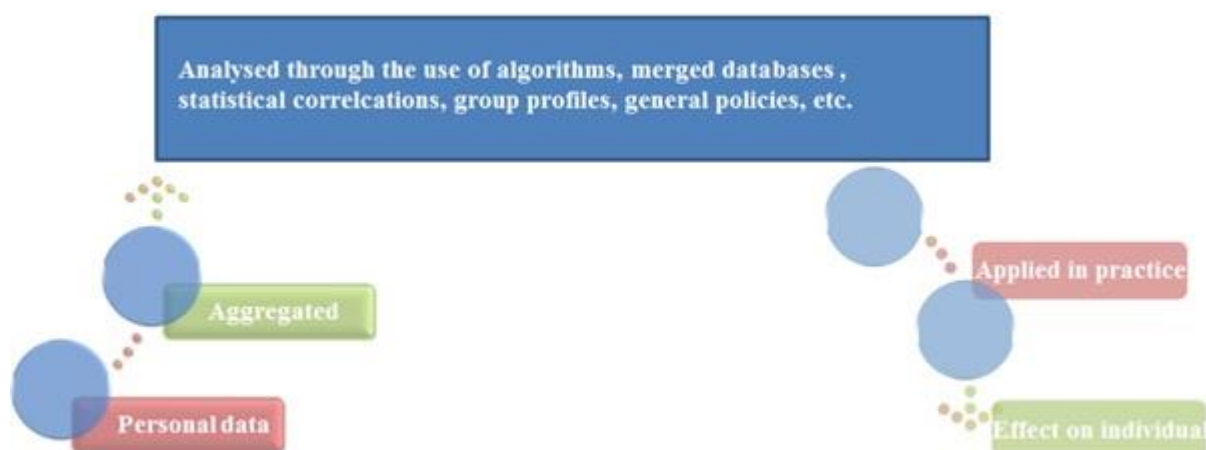 Analysed through the use of algorithms, merged databases ,
statistical correlcations, group profiles, general policies, etc.
Applied in practice
Aggregated
Personal data
Effect on individual